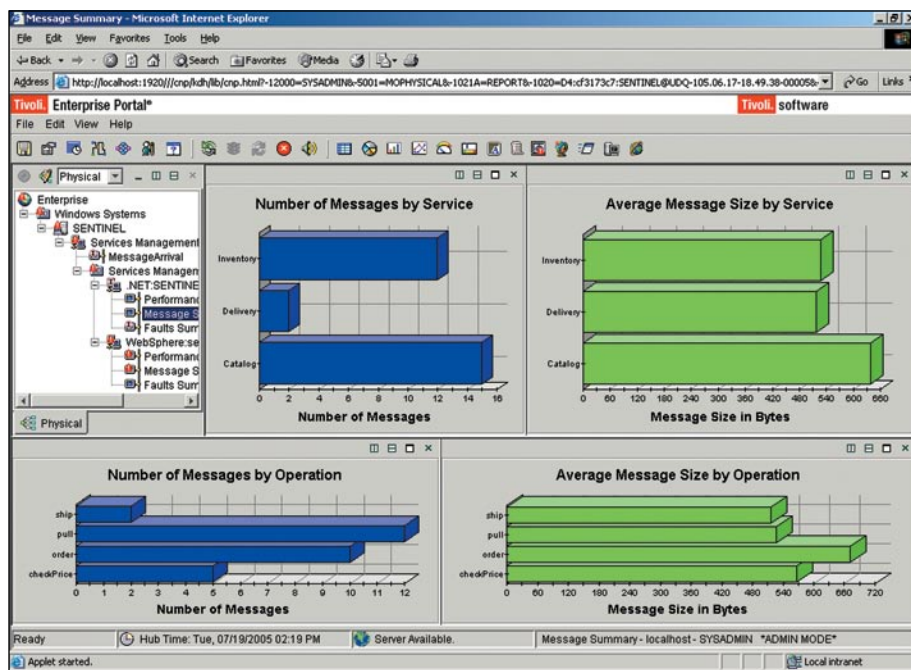 Message Summary - Microsoft Internet Explorer
File Edit View Favorites Tools Help
Back Search Favorites Media
Address http://localhost:1920///cnp/kdh/lib/cnp.html?-12000=SYSADMIN&-5001=MOPHYSICAL&-1021A=REPORT&-1020=D4:cf3173c7:SENTINEL@UDQ-105.06.17-18.49.38-000058- Go Links
Tivoli. Enterprise Portal®
Tivoli. software
File Edit View Help
Physical
Enterprise
Windows Systems
SENTINEL
Services Management
MessageArrival
Services Managen
.NET:SENTINE
Performanc
Message S
Faults Sum
WebSphere:se
Performanc
Message S
Faults Sum
Physical
Number of Messages by Service
Inventory
Delivery
Catalog
0 2 4 6 8 10 12 14 16
Number of Messages
Average Message Size by Service
Inventory
Delivery
Catalog
0 60 120 180 240 300 360 420 480 540 600 660
Message Size in Bytes
Number of Messages by Operation
ship
pull
order
checkPrice
0 1 2 3 4 5 6 7 8 9 10 11 12
Number of Messages
Average Message Size by Operation
ship
pull
order
checkPrice
0 60 120 180 240 300 360 420 480 540 600 660 720
Message Size in Bytes
Ready Hub Time: Tue, 07/19/2005 02:19 PM Server Available. Message Summary - localhost - SYSADMIN *ADMIN MODE*
Applet started. Local intranet